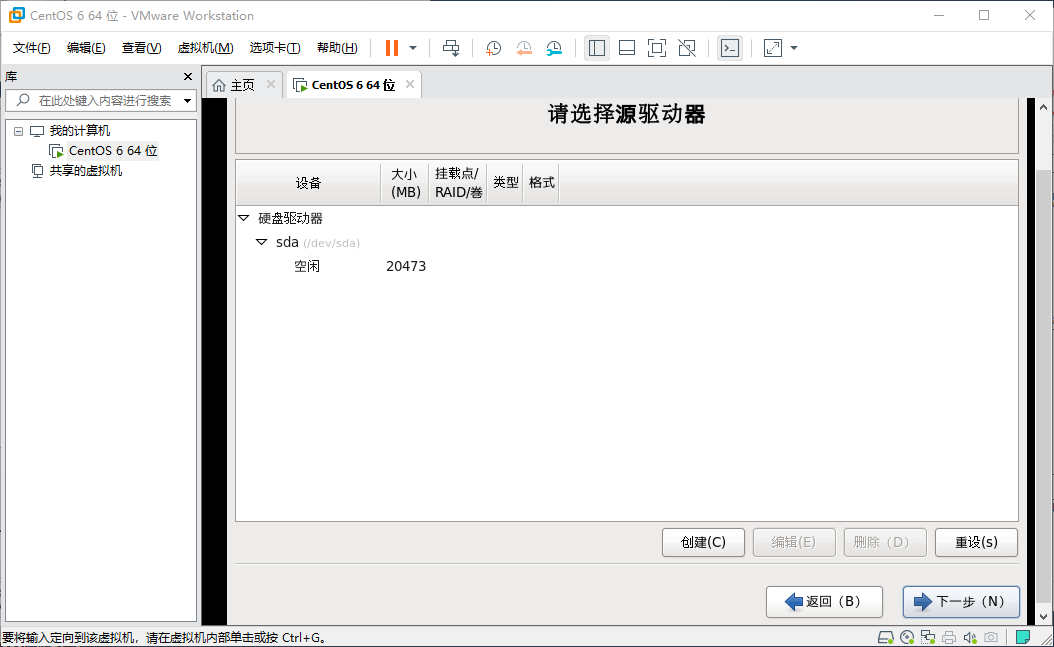 CentOS 6 64 位 - VMware Workstation
文件(F) 编辑(E) 查看(V) 虚拟机(M) 选项卡(T) 帮助(H)
库
在此处键入内容进行搜索
我的计算机
CentOS 6 64 位
共享的虚拟机
主页 CentOS 6 64 位
请选择源驱动器
设备 大小(MB) 挂载点/RAID/卷 类型 格式
硬盘驱动器
sda (/dev/sda)
空闲 20473
创建(C) 编辑(E) 删除（D） 重设(s)
返回（B） 下一步（N）
要将输入定向到该虚拟机，请在虚拟机内部单击或按 Ctrl+G。